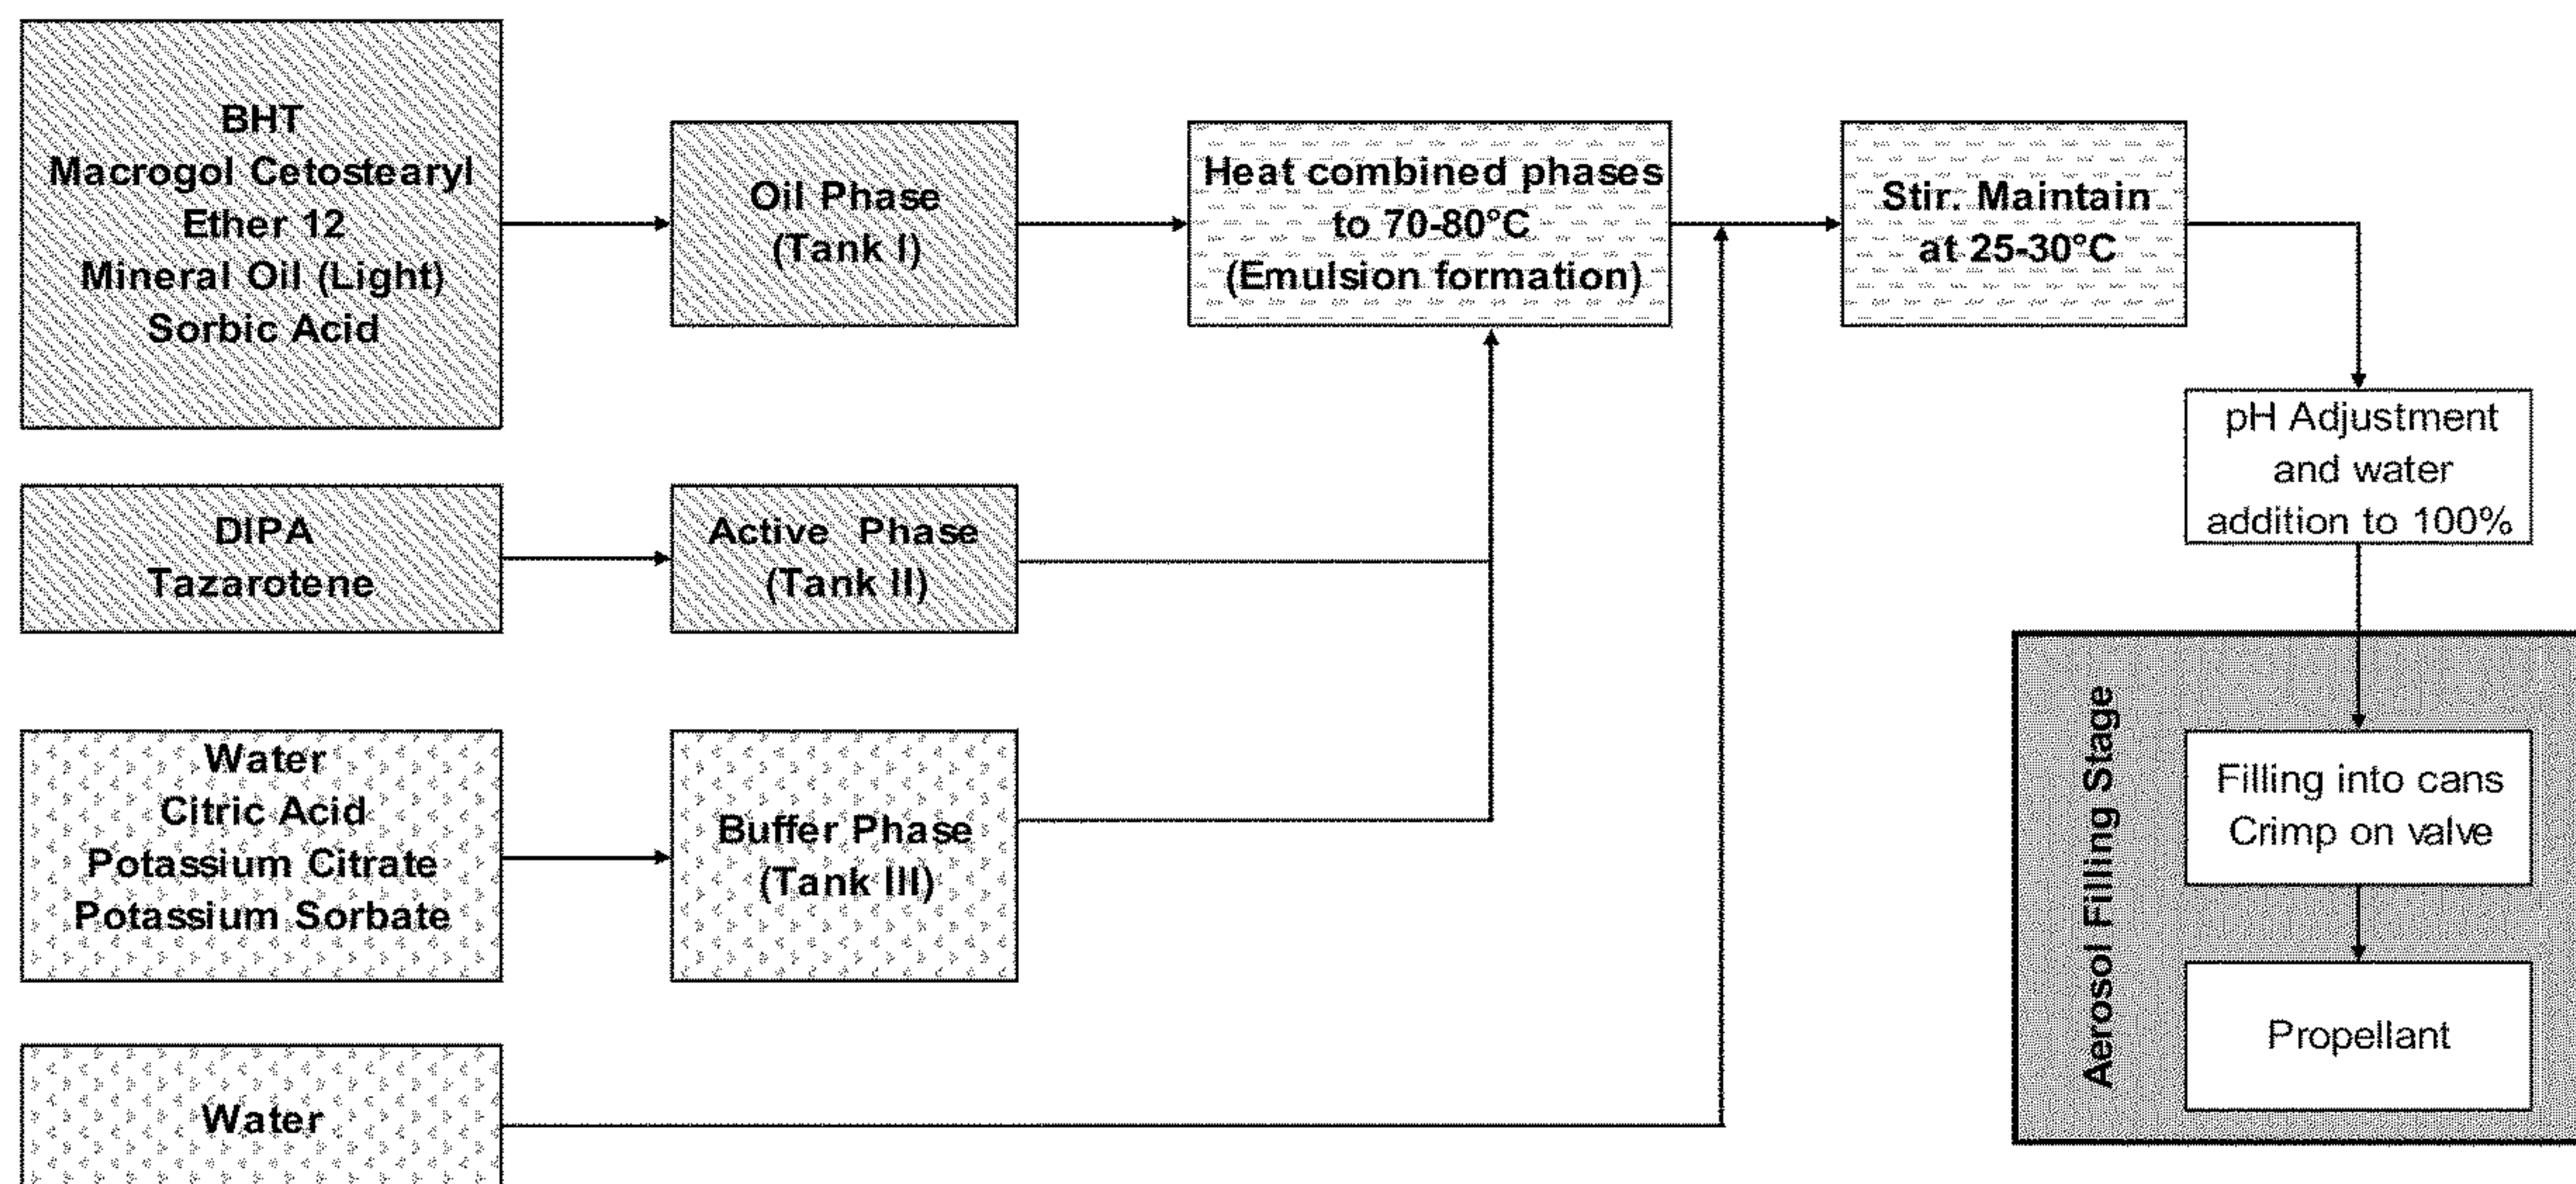 BHT
Macrogol Cetostearyl
Ether 12
Mineral Oil (Light)
Sorbic Acid
Oil Phase
(Tank I)
Heat combined phases
to 70-80°C
(Emulsion formation)
Stir. Maintain
at 25-30°C
pH Adjustment
and water
addition to 100%
DIPA
Tazarotene
Active Phase
(Tank II)
Water
Citric Acid
Potassium Citrate
Potassium Sorbate
Buffer Phase
(Tank III)
Water
Aerosol Filling Stage
Filling into cans
Crimp on valve
Propellant